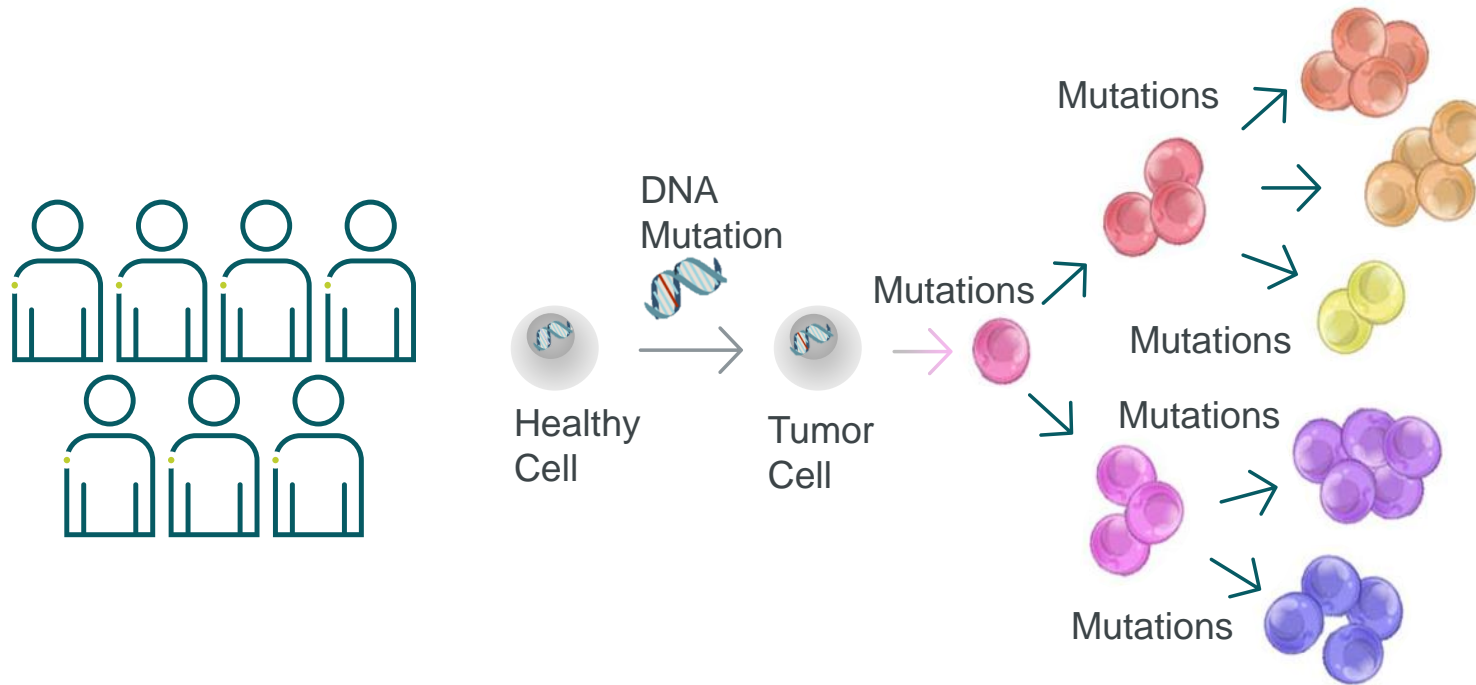 DNA
Mutation
Healthy
Cell
Tumor
Cell
Mutations
Mutations
Mutations
Mutations
Mutations